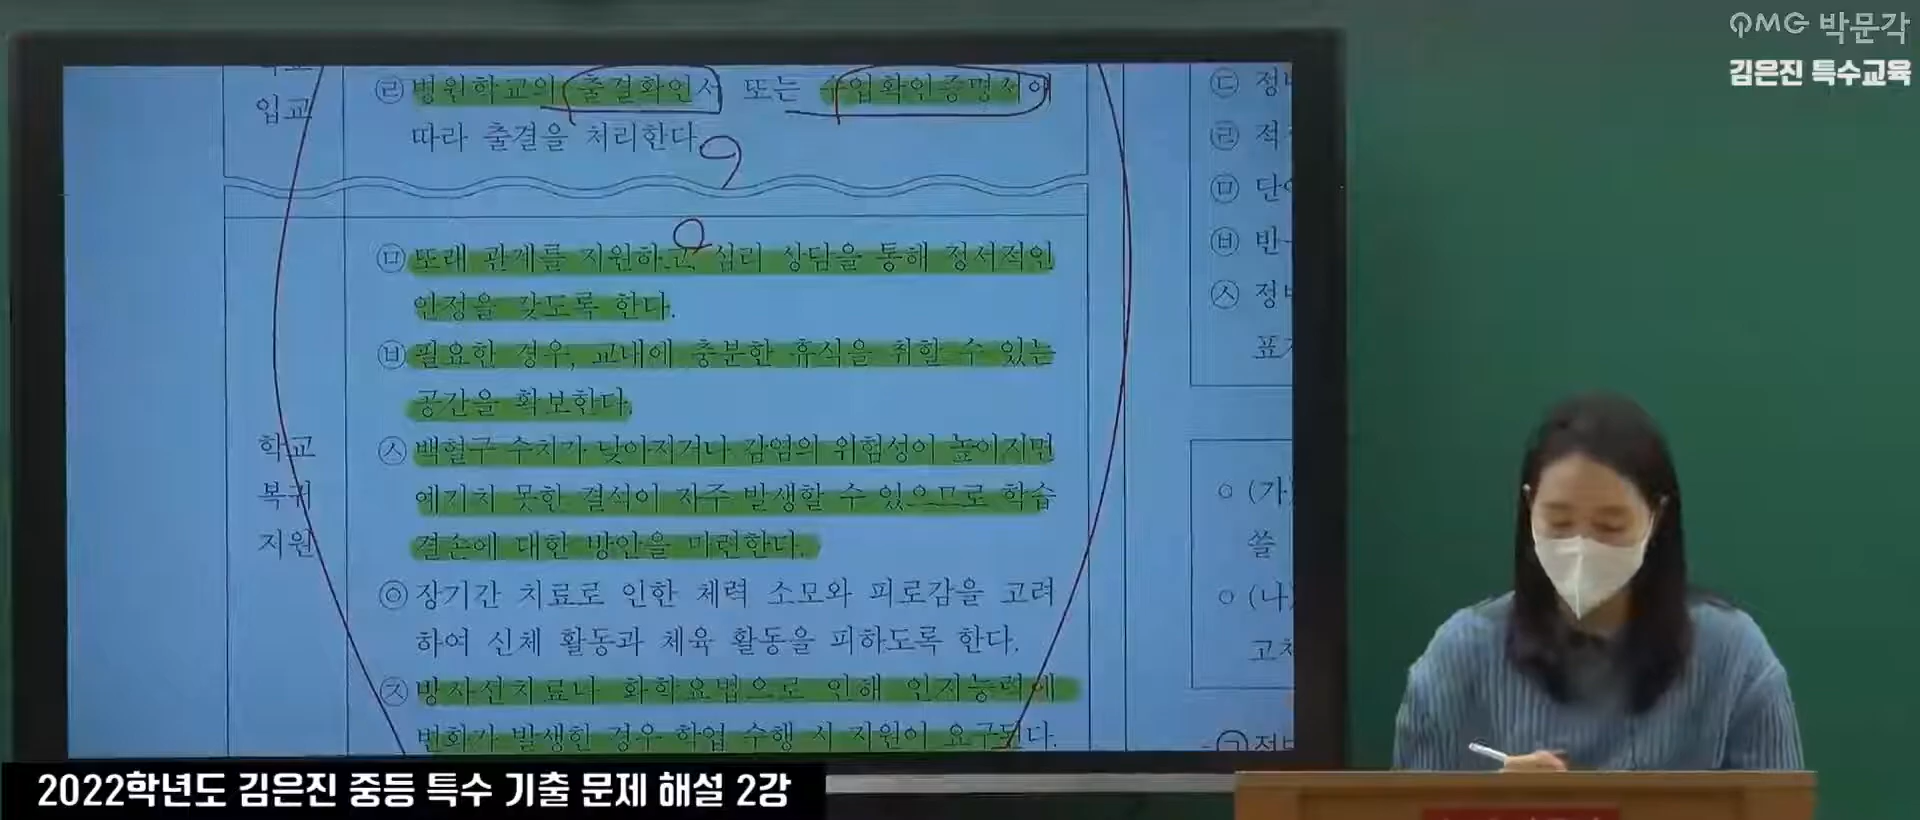 PMG 박문각
김은진 특수교육
입교
㉣ 병원학교의 출결확인서 또는 수업확인증명서에
따라 출결을 처리한다.
㉤ 또래 관계를 지원하고 심리 상담을 통해 정서적인
안정을 갖도록 한다.
㉥ 필요한 경우, 교내에 충분한 휴식을 취할 수 있는
공간을 확보한다.
학교
복귀
지원
㉦ 백혈구 수치가 낮아지거나 감염의 위험성이 높아지면
예기치 못한 결석이 자주 발생할 수 있으므로 학습
결손에 대한 방안을 마련한다.
㉧ 장기간 치료로 인한 체력 소모와 피로감을 고려
하여 신체 활동과 체육 활동을 피하도록 한다.
㉨ 방사선치료나 화학요법으로 인해 인지능력에
변화가 발생한 경우 학업 수행 시 지원이 요구된다.
㉢
㉣
㉤
㉥
㉦
ㅇ (가)
쓸
ㅇ (나)
㉠
2022학년도 김은진 중등 특수 기출 문제 해설 2강